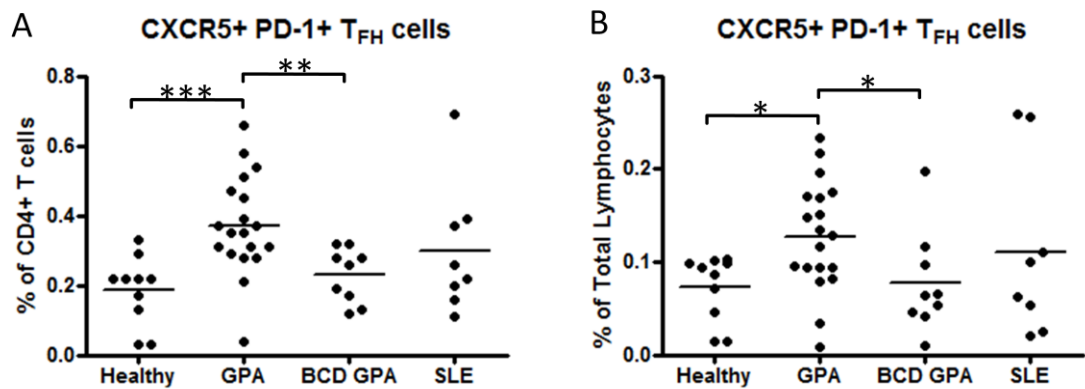 A
CXCR5+ PD-1+ TFH cells
% of CD4+ T cells
0.8
0.6
0.4
0.2
0.0
***
**
Healthy GPA BCD GPA SLE
B
CXCR5+ PD-1+ TFH cells
% of Total Lymphocytes
0.3
0.2
0.1
0.0
*
*
Healthy GPA BCD GPA SLE